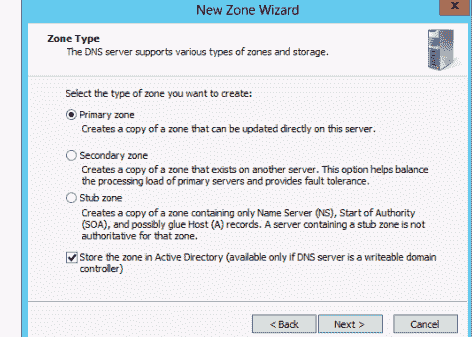 New Zone Wizard
x
Zone Type
The DNS server supports various types of zones and storage.
Select the type of zone you want to create:
Primary zone
Creates a copy of a zone that can be updated directly on this server.
Secondary zone
Creates a copy of a zone that exists on another server. This option helps balance
the processing load of primary servers and provides fault tolerance.
Stub zone
Creates a copy of a zone containing only Name Server (NS), Start of Authority
(SOA), and possibly glue Host (A) records. A server containing a stub zone is not
authoritative for that zone.
Store the zone in Active Directory (available only if DNS server is a writeable domain
controller)
< Back Next > Cancel